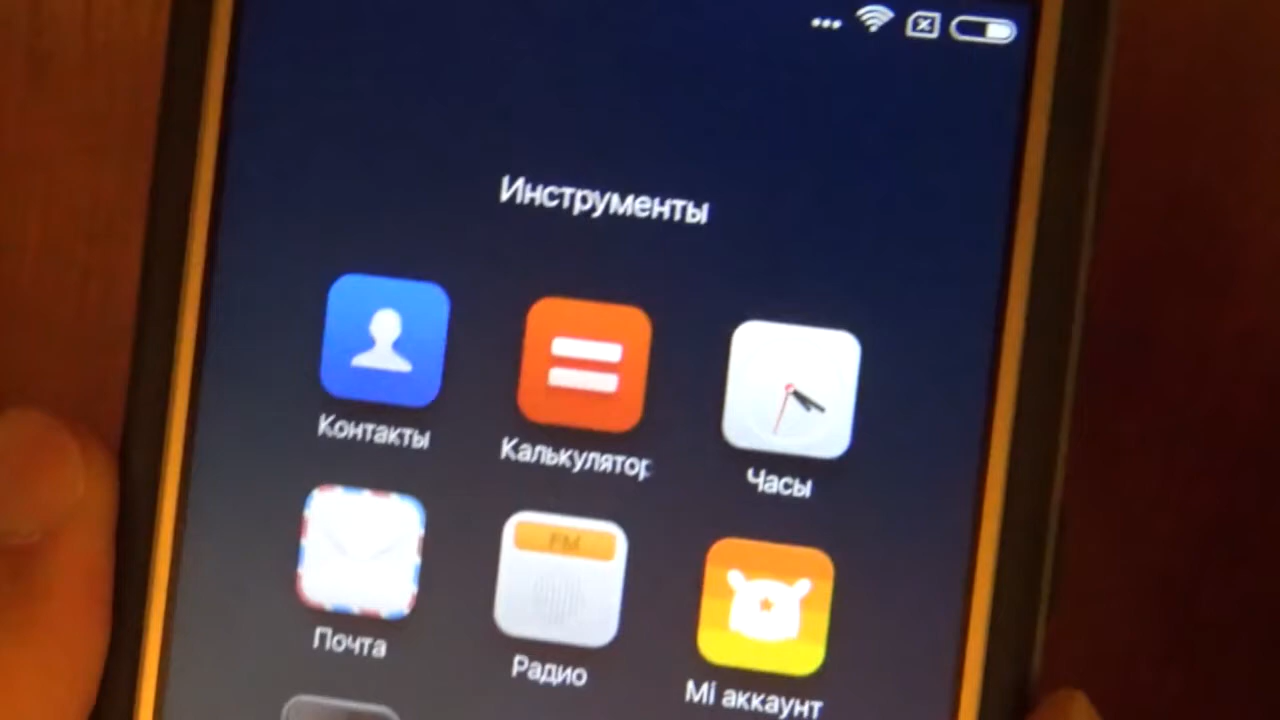 Инструменты
Контакты
Калькулятор
Часы
FM
Почта
Радио
Mi аккаунт